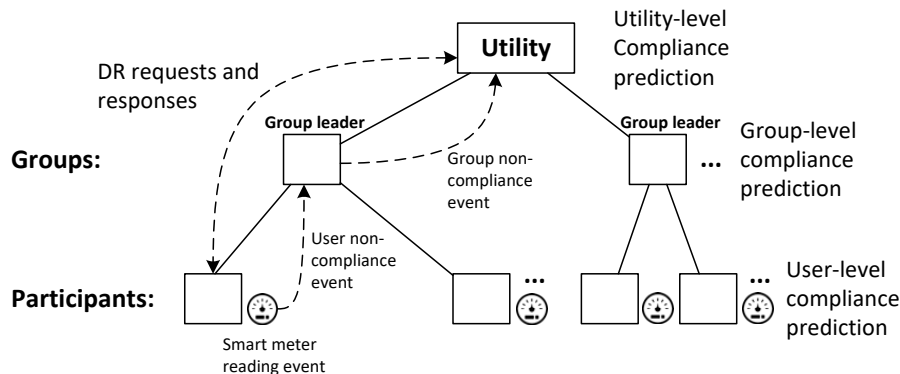 Utility
Utility-level
Compliance
prediction
DR requests and
responses
Group leader
Group leader
Groups:
...
Group-level
compliance
prediction
Group non-
compliance
event
User non-
compliance
event
Participants:
...
...
User-level
compliance
prediction
Smart meter
reading event